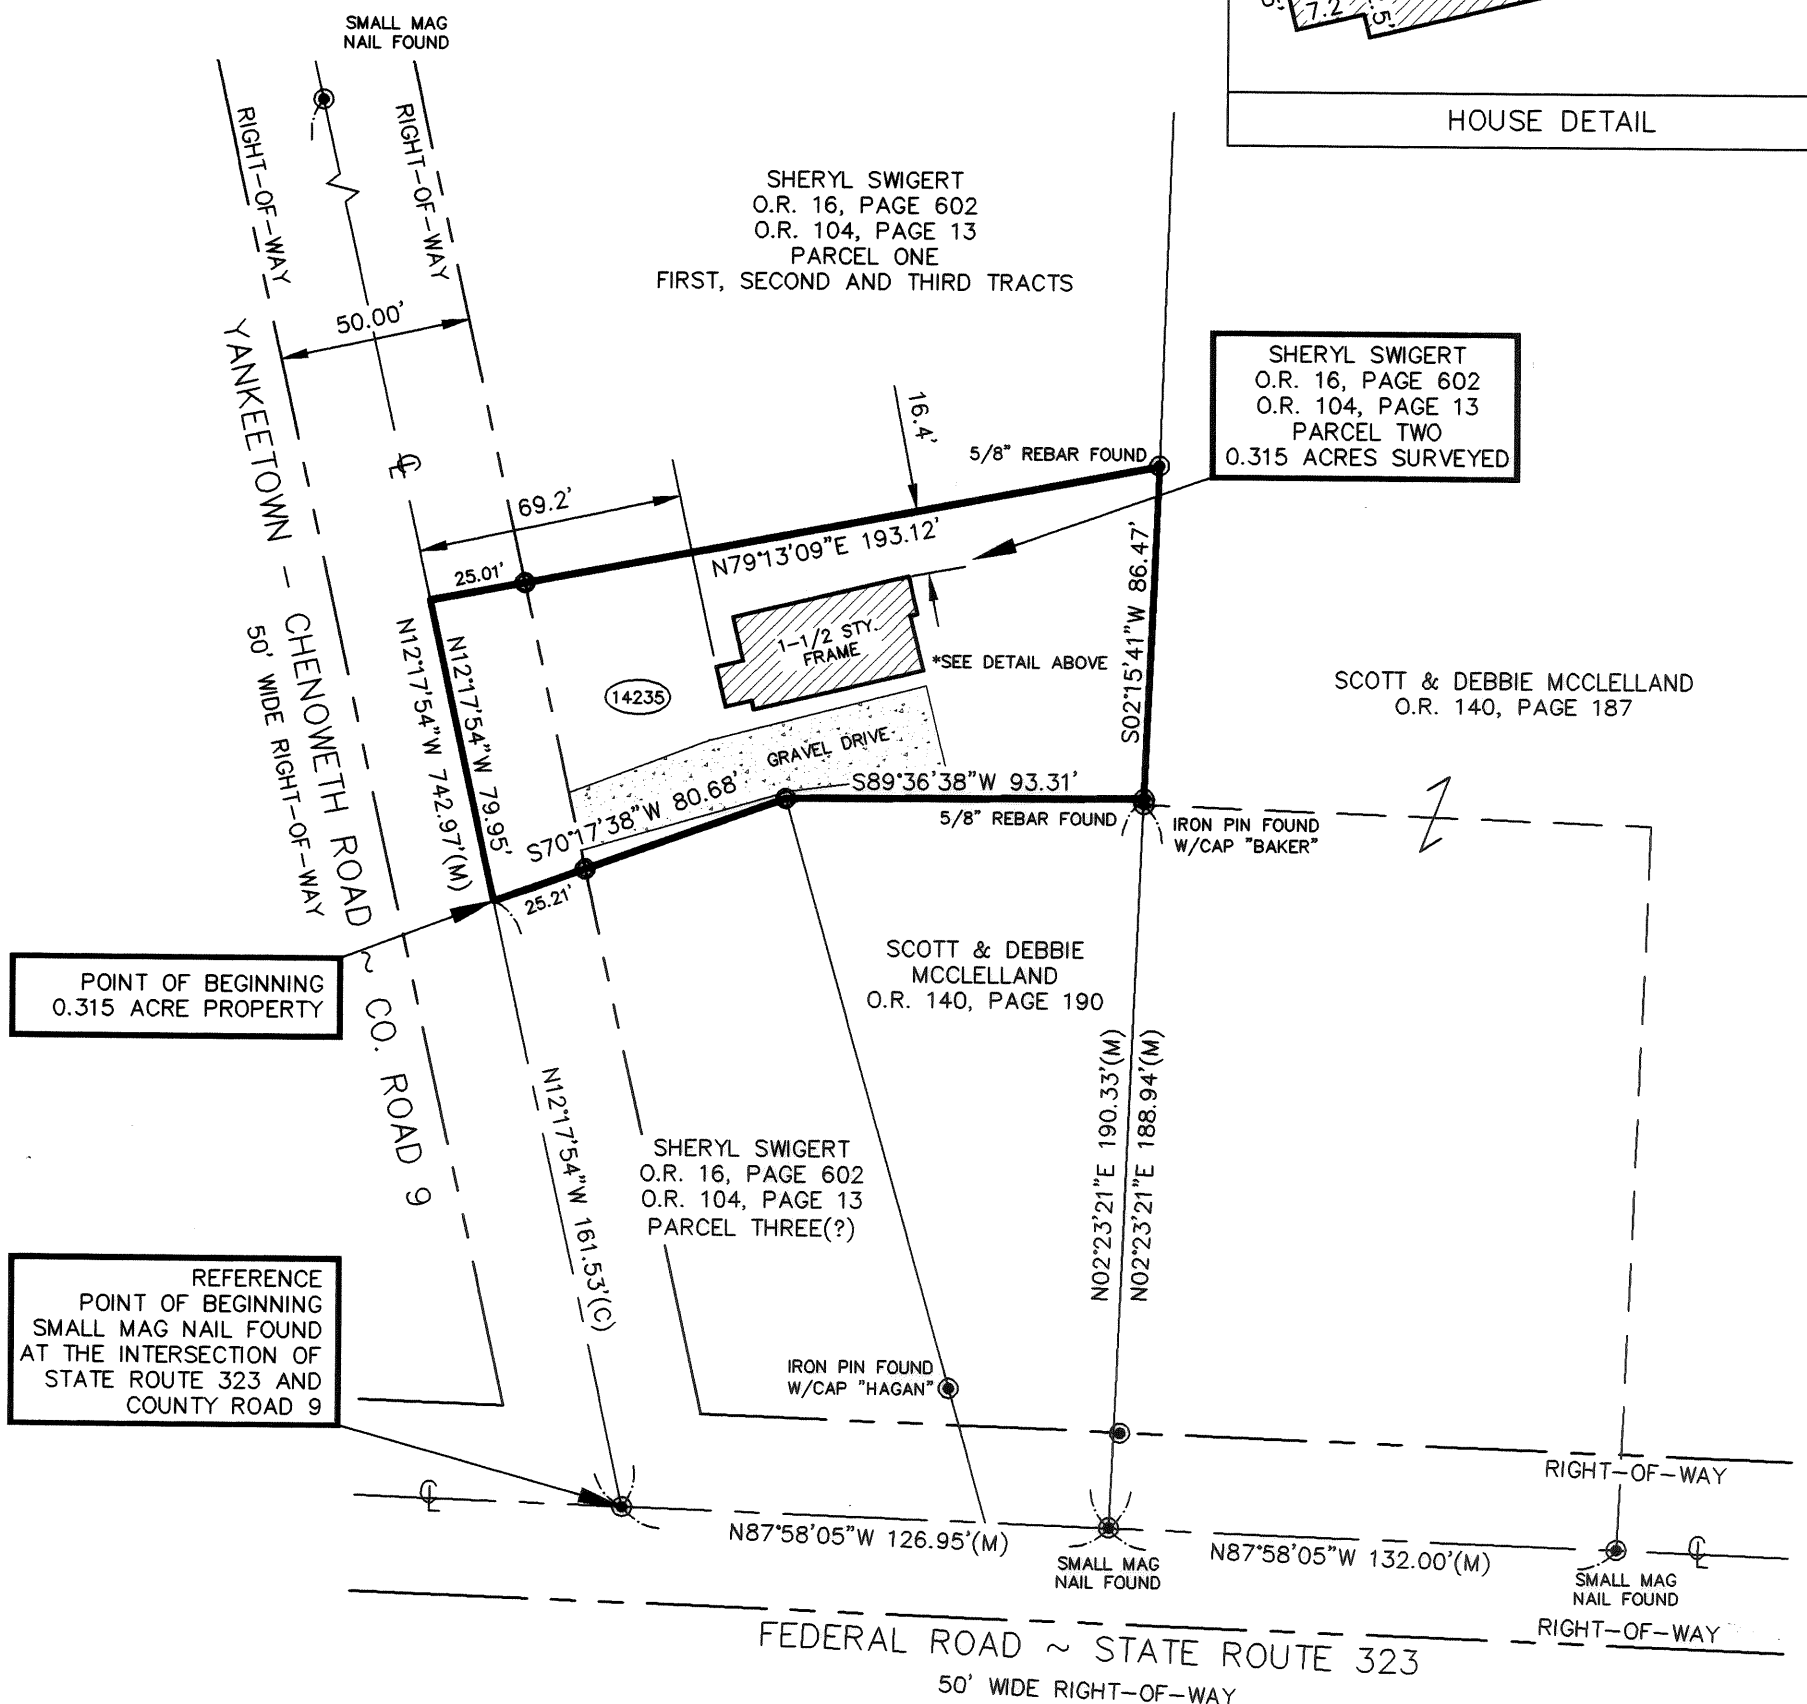 SMALL MAG
NAIL FOUND
7.2'
HOUSE DETAIL
RIGHT-OF-WAY
RIGHT-OF-WAY
SHERYL SWIGERT
O.R. 16, PAGE 602
O.R. 104, PAGE 13
PARCEL ONE
FIRST, SECOND AND THIRD TRACTS
50.00'
SHERYL SWIGERT
O.R. 16, PAGE 602
O.R. 104, PAGE 13
PARCEL TWO
0.315 ACRES SURVEYED
16.4'
5/8" REBAR FOUND
YANKEETOWN - CHENOWETH ROAD ~ CO. ROAD 9
50' WIDE RIGHT-OF-WAY
69.2'
25.01'
N79°13'09"E 193.12'
S02°15'41"W 86.47'
N12°17'54"W 742.97'(M)
N12°17'54"W 79.95'
1-1/2 STY.
FRAME
*SEE DETAIL ABOVE
14235
SCOTT & DEBBIE MCCLELLAND
O.R. 140, PAGE 187
GRAVEL DRIVE
S70°17'38"W 80.68'
S89°36'38"W 93.31'
5/8" REBAR FOUND
IRON PIN FOUND
W/CAP "BAKER"
25.21'
POINT OF BEGINNING
0.315 ACRE PROPERTY
SCOTT & DEBBIE
MCCLELLAND
O.R. 140, PAGE 190
N12°17'54"W 161.53'(C)
SHERYL SWIGERT
O.R. 16, PAGE 602
O.R. 104, PAGE 13
PARCEL THREE(?)
N02°23'21"E 190.33'(M)
N02°23'21"E 188.94'(M)
REFERENCE
POINT OF BEGINNING
SMALL MAG NAIL FOUND
AT THE INTERSECTION OF
STATE ROUTE 323 AND
COUNTY ROAD 9
IRON PIN FOUND
W/CAP "HAGAN"
RIGHT-OF-WAY
N87°58'05"W 126.95'(M)
N87°58'05"W 132.00'(M)
SMALL MAG
NAIL FOUND
SMALL MAG
NAIL FOUND
RIGHT-OF-WAY
FEDERAL ROAD ~ STATE ROUTE 323
50' WIDE RIGHT-OF-WAY